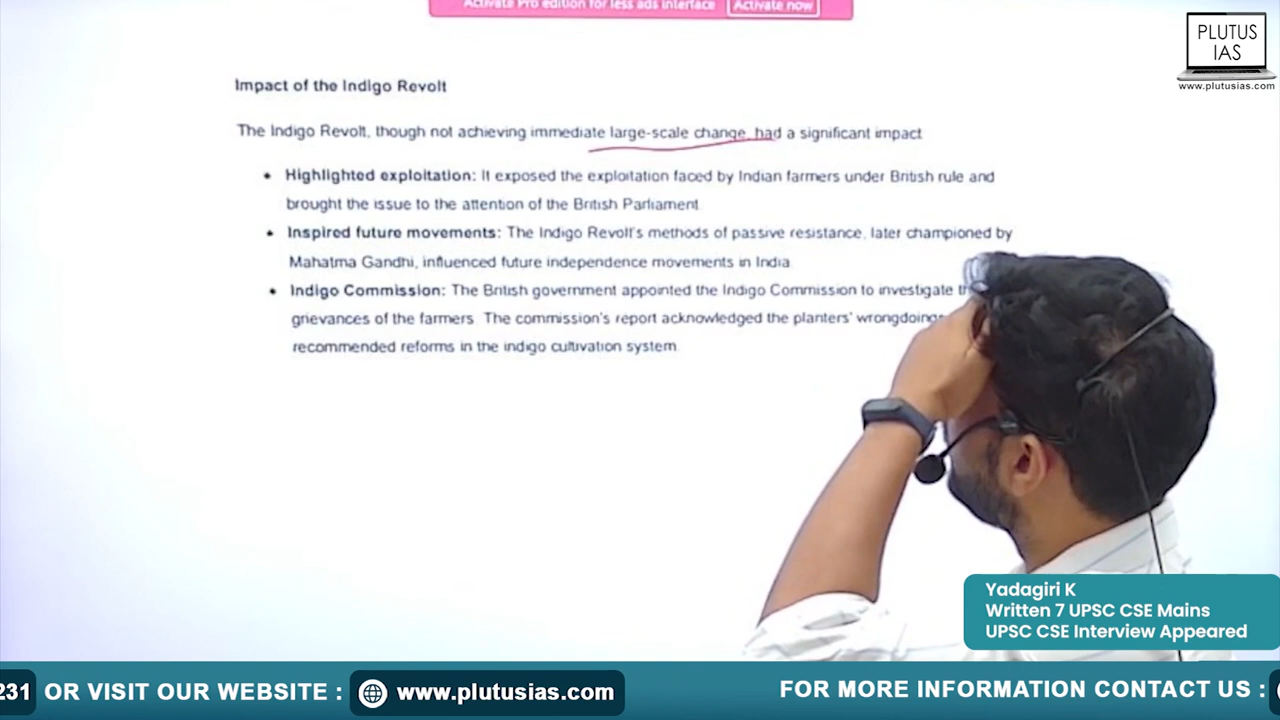 Activate Pro edition for less ads interface Activate now
PLUTUS
IAS
www.plutusias.com
Impact of the Indigo Revolt
The Indigo Revolt, though not achieving immediate large-scale change, had a significant impact
• Highlighted exploitation: It exposed the exploitation faced by Indian farmers under British rule and
brought the issue to the attention of the British Parliament
• Inspired future movements: The Indigo Revolt's methods of passive resistance, later championed by
Mahatma Gandhi, influenced future independence movements in India
• Indigo Commission: The British government appointed the Indigo Commission to investigate
grievances of the farmers. The commission's report acknowledged the planters' wrongdoings
recommended reforms in the indigo cultivation system.
Yadagiri K
Written 7 UPSC CSE Mains
UPSC CSE Interview Appeared
231 OR VISIT OUR WEBSITE : www.plutusias.com FOR MORE INFORMATION CONTACT US :